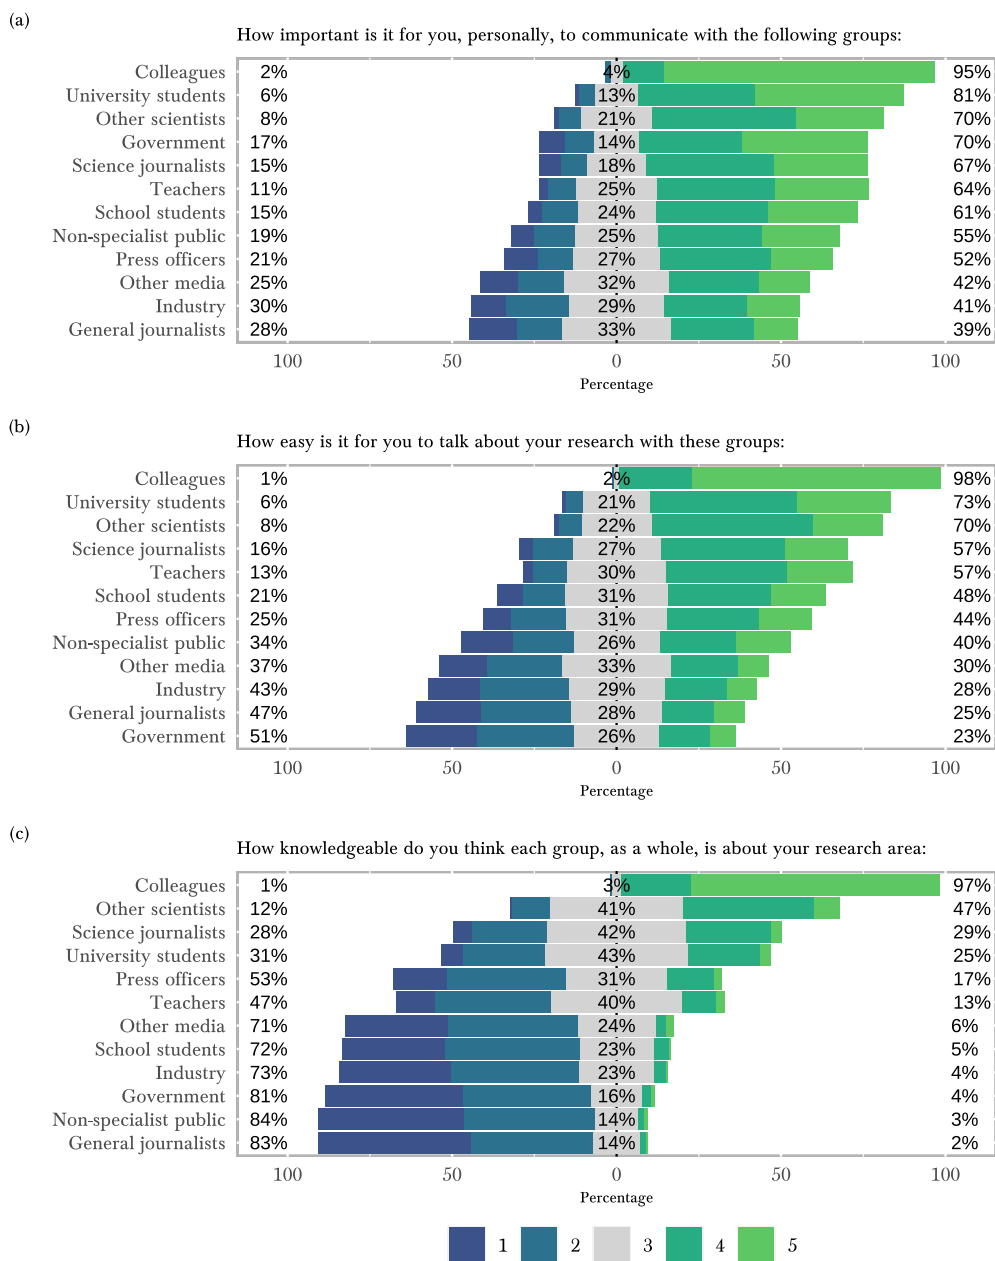 (a)
How important is it for you, personally, to communicate with the following groups:
Colleagues 2% 4% 95%
University students 6% 13% 81%
Other scientists 8% 21% 70%
Government 17% 14% 70%
Science journalists 15% 18% 67%
Teachers 11% 25% 64%
School students 15% 24% 61%
Non-specialist public 19% 25% 55%
Press officers 21% 27% 52%
Other media 25% 32% 42%
Industry 30% 29% 41%
General journalists 28% 33% 39%
100 50 0 50 100
Percentage
(b)
How easy is it for you to talk about your research with these groups:
Colleagues 1% 2% 98%
University students 6% 21% 73%
Other scientists 8% 22% 70%
Science journalists 16% 27% 57%
Teachers 13% 30% 57%
School students 21% 31% 48%
Press officers 25% 31% 44%
Non-specialist public 34% 26% 40%
Other media 37% 33% 30%
Industry 43% 29% 28%
General journalists 47% 28% 25%
Government 51% 26% 23%
100 50 0 50 100
Percentage
(c)
How knowledgeable do you think each group, as a whole, is about your research area:
Colleagues 1% 3% 97%
Other scientists 12% 41% 47%
Science journalists 28% 42% 29%
University students 31% 43% 25%
Press officers 53% 31% 17%
Teachers 47% 40% 13%
Other media 71% 24% 6%
School students 72% 23% 5%
Industry 73% 23% 4%
Government 81% 16% 4%
Non-specialist public 84% 14% 3%
General journalists 83% 14% 2%
100 50 0 50 100
Percentage
1 2 3 4 5